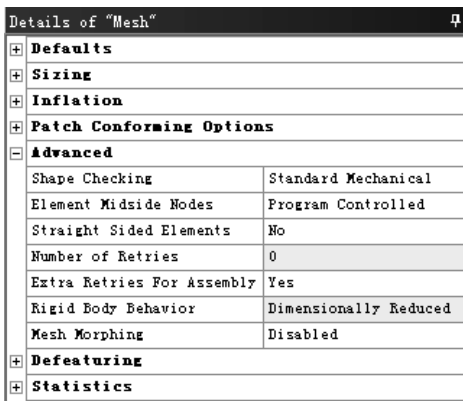 Details of "Mesh"
Defaults
Sizing
Inflation
Patch Conforming Options
Advanced
Shape Checking Standard Mechanical
Element Midside Nodes Program Controlled
Straight Sided Elements No
Number of Retries 0
Extra Retries For Assembly Yes
Rigid Body Behavior Dimensionally Reduced
Mesh Morphing Disabled
Defeaturing
Statistics